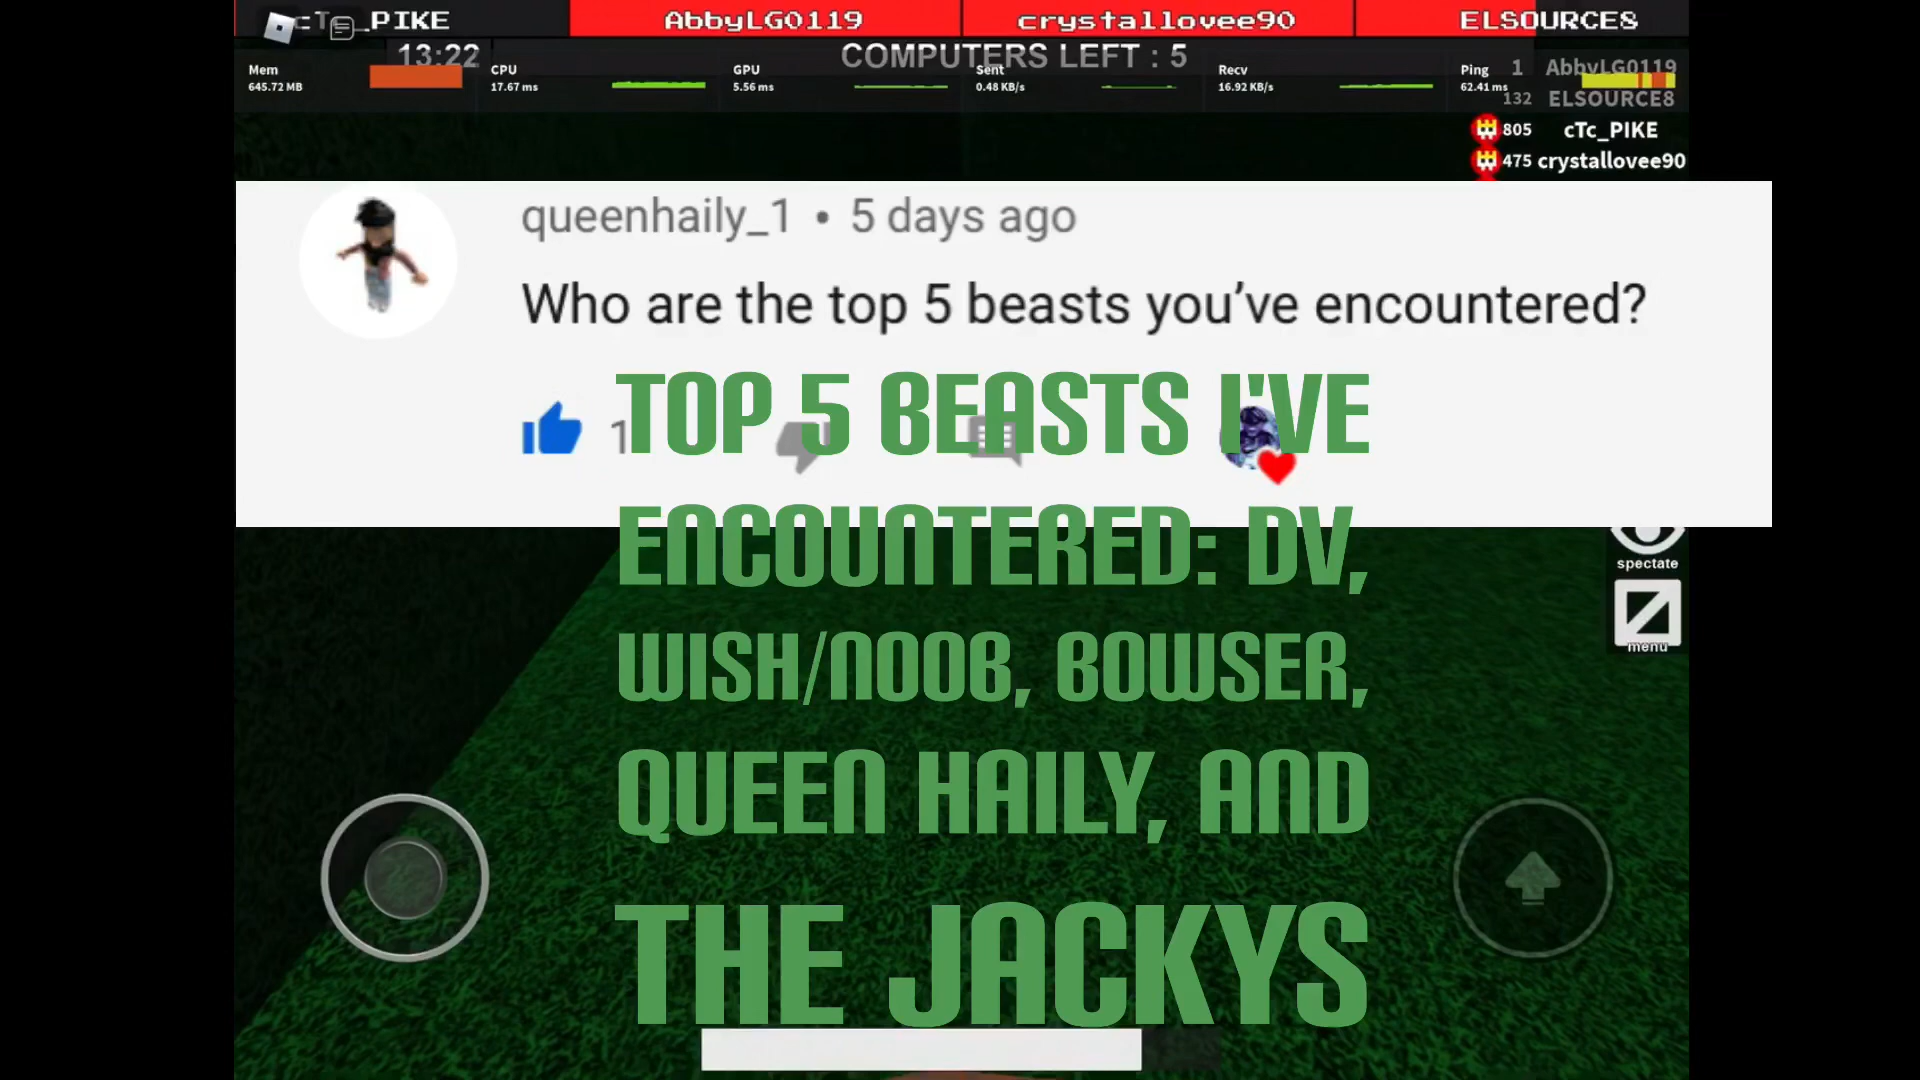 cTc_PIKE
AbbyLG0119
crystallovee90
ELSOURCE8
13:22
COMPUTERS LEFT : 5
Mem
645.72 MB
CPU
17.67 ms
GPU
5.56 ms
Sent
0.48 KB/s
Recv
16.92 KB/s
Ping
62.41 ms
1 AbbyLG0119
132 ELSOURCE8
805 cTc_PIKE
475 crystallovee90
queenhaily_1 • 5 days ago
Who are the top 5 beasts you've encountered?
1
TOP 5 BEASTS I'VE
ENCOUNTERED: DV,
WISH/NOOB, BOWSER,
QUEEN HAILY, AND
THE JACKYS
spectate
menu